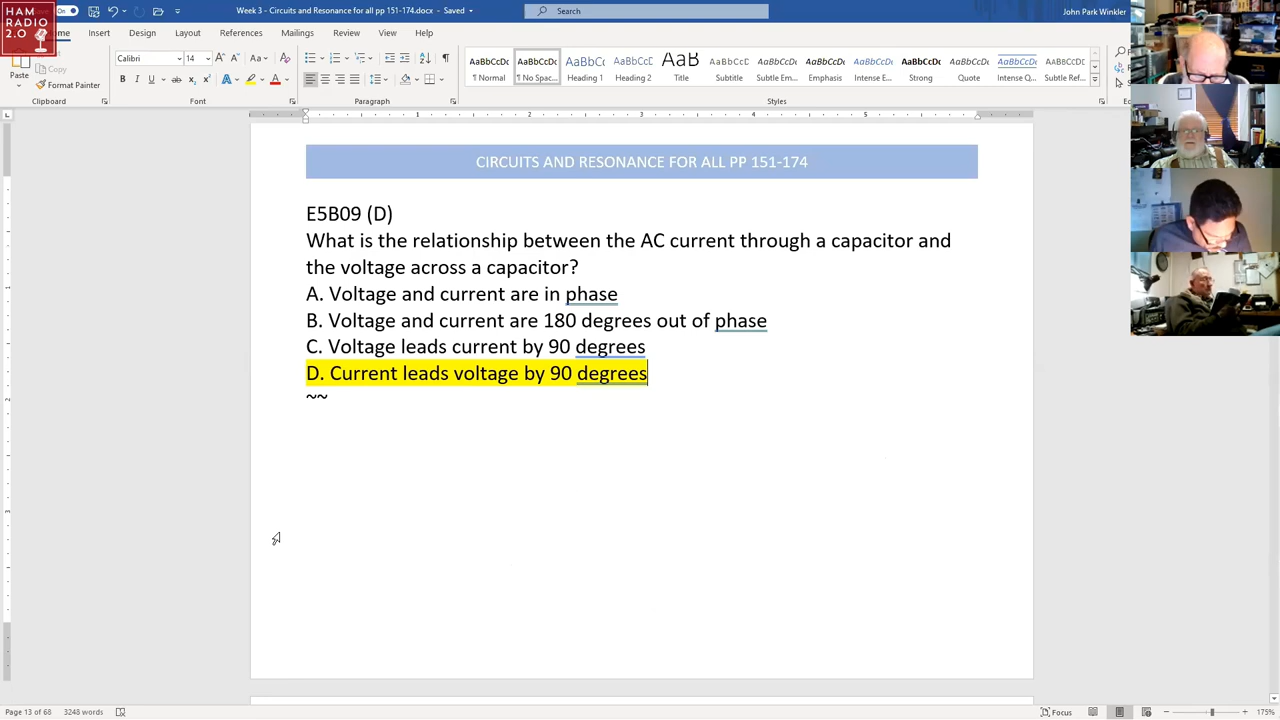 HAM
RADIO
2.0
Week 3 - Circuits and Resonance for all pp 151-174.docx • Saved
Search
John Park Winkler
Insert Design Layout References Mailings Review View Help
Paste
Copy
Format Painter
Clipboard
Calibri 14
Font
Paragraph
¶ Normal
¶ No Spac...
Heading 1
Heading 2
Title
Subtitle
Subtle Em...
Emphasis
Intense E...
Strong
Quote
Intense Q...
Subtle Ref...
Styles
CIRCUITS AND RESONANCE FOR ALL PP 151-174
E5B09 (D)
What is the relationship between the AC current through a capacitor and
the voltage across a capacitor?
A. Voltage and current are in phase
B. Voltage and current are 180 degrees out of phase
C. Voltage leads current by 90 degrees
D. Current leads voltage by 90 degrees
~~
Page 13 of 68 3248 words
Focus
175%